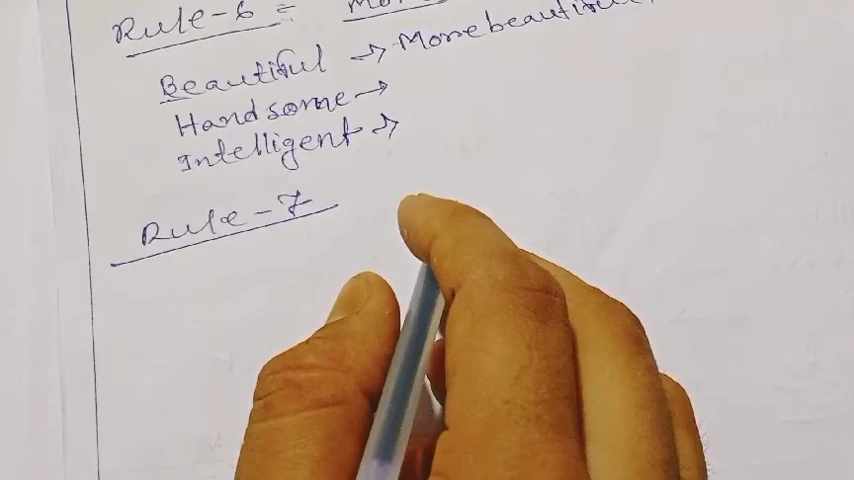 Rule-6 =
Beautiful → More beautiful
Handsome →
Intelligent →
Rule-7